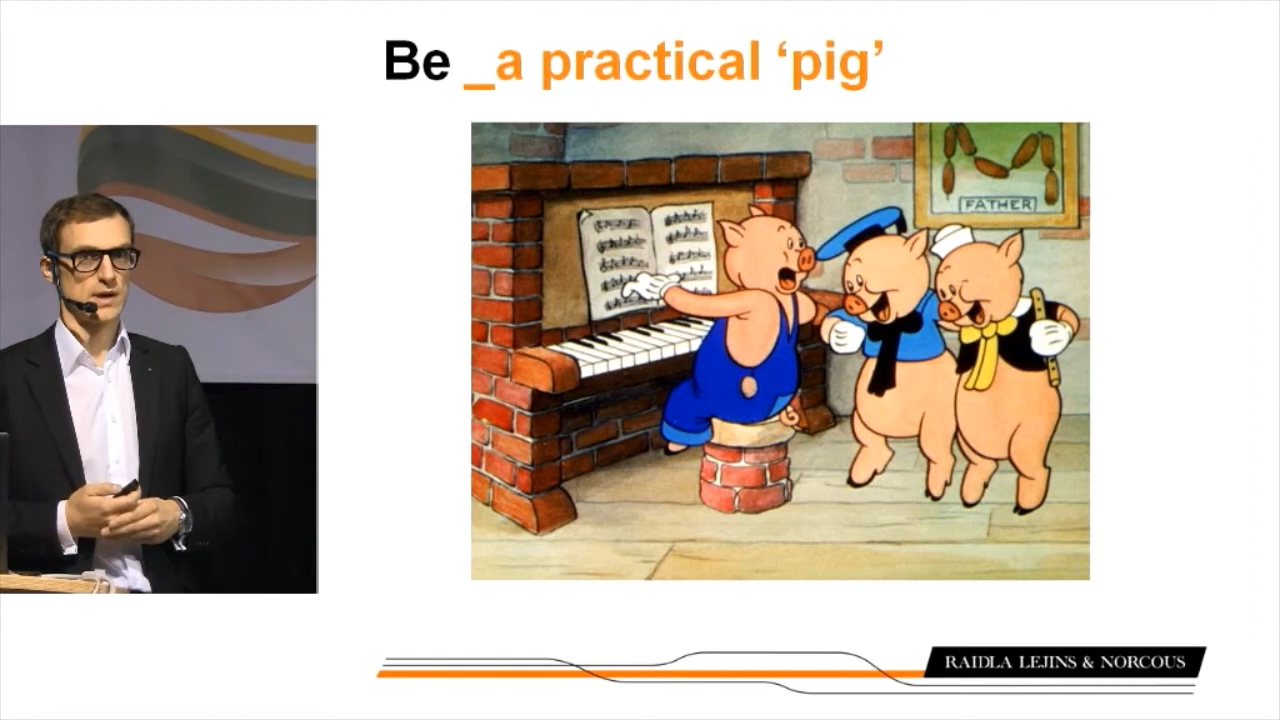 Be _a practical ‘pig’
FATHER
RAIDLA LEJINS & NORCOUS